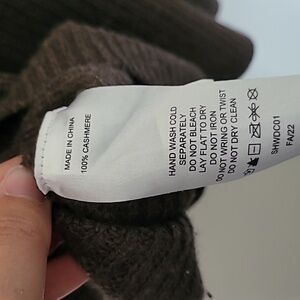 MADE IN CHINA
100% CASHMERE
HAND WASH COLD
SEPARATELY
DO NOT BLEACH
LAY FLAT TO DRY
DO NOT IRON
DO NOT WRING OR TWIST
DO NOT DRY CLEAN
SHWDC01
FA/22